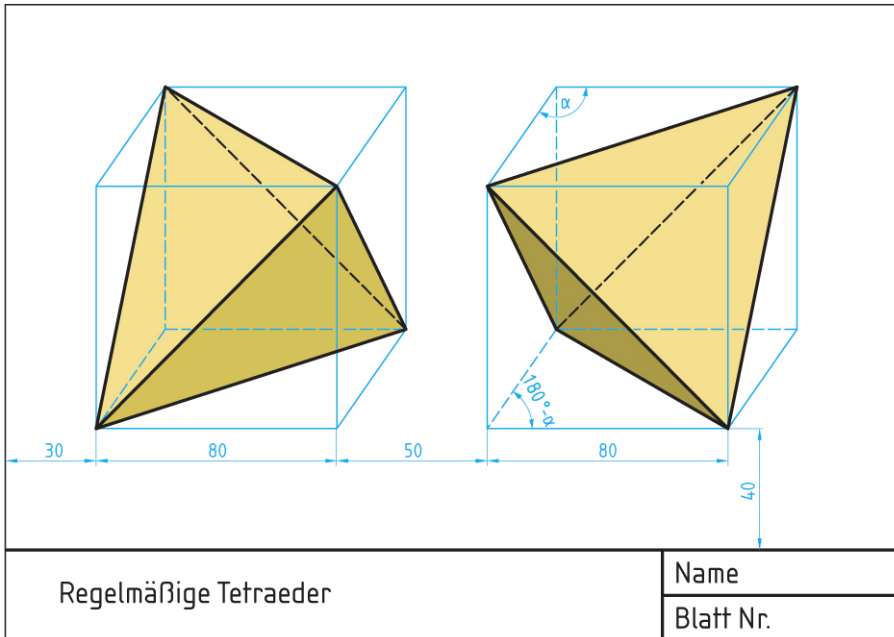 α
180°-α
30
80
50
80
40
Regelmäßige Tetraeder
Name
Blatt Nr.